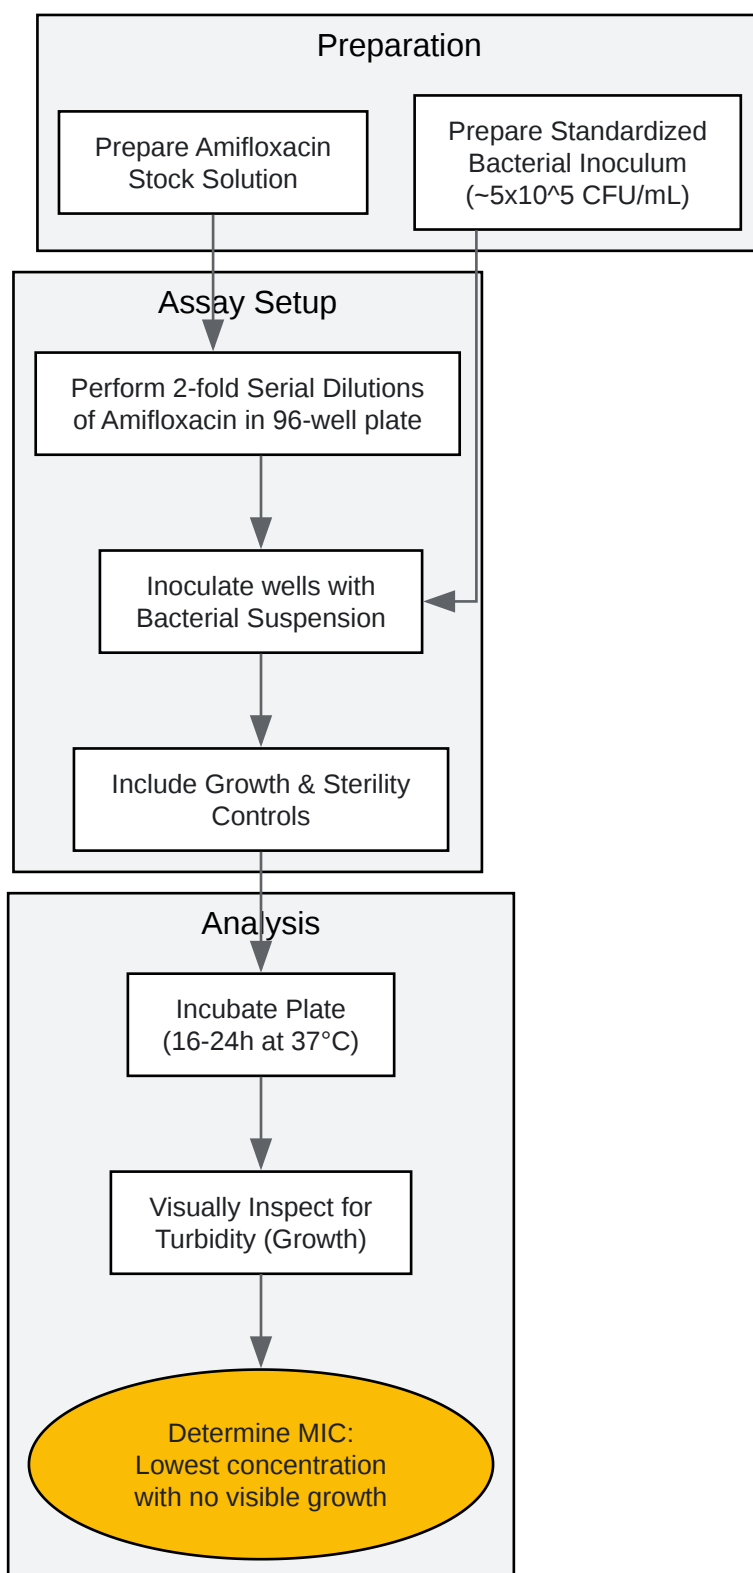 Preparation
Prepare Amifloxacin
Stock Solution
Prepare Standardized
Bacterial Inoculum
(~5x10^5 CFU/mL)
Assay Setup
Perform 2-fold Serial Dilutions
of Amifloxacin in 96-well plate
Inoculate wells with
Bacterial Suspension
Include Growth & Sterility
Controls
Analysis
Incubate Plate
(16-24h at 37°C)
Visually Inspect for
Turbidity (Growth)
Determine MIC:
Lowest concentration
with no visible growth